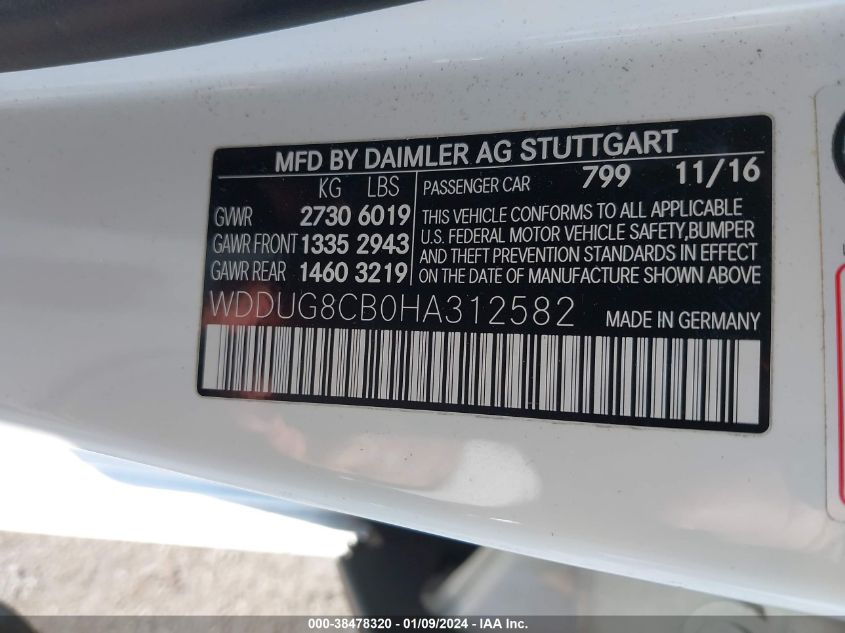 MFD BY DAIMLER AG STUTTGART
KG LBS
GVWR 2730 6019
GAWR FRONT 1335 2943
GAWR REAR 1460 3219
PASSENGER CAR 799 11/16
THIS VEHICLE CONFORMS TO ALL APPLICABLE
U.S. FEDERAL MOTOR VEHICLE SAFETY,BUMPER
AND THEFT PREVENTION STANDARDS IN EFFECT
ON THE DATE OF MANUFACTURE SHOWN ABOVE
WDDUG8CB0HA312582 MADE IN GERMANY
000-38478320 - 01/09/2024 - IAA Inc.